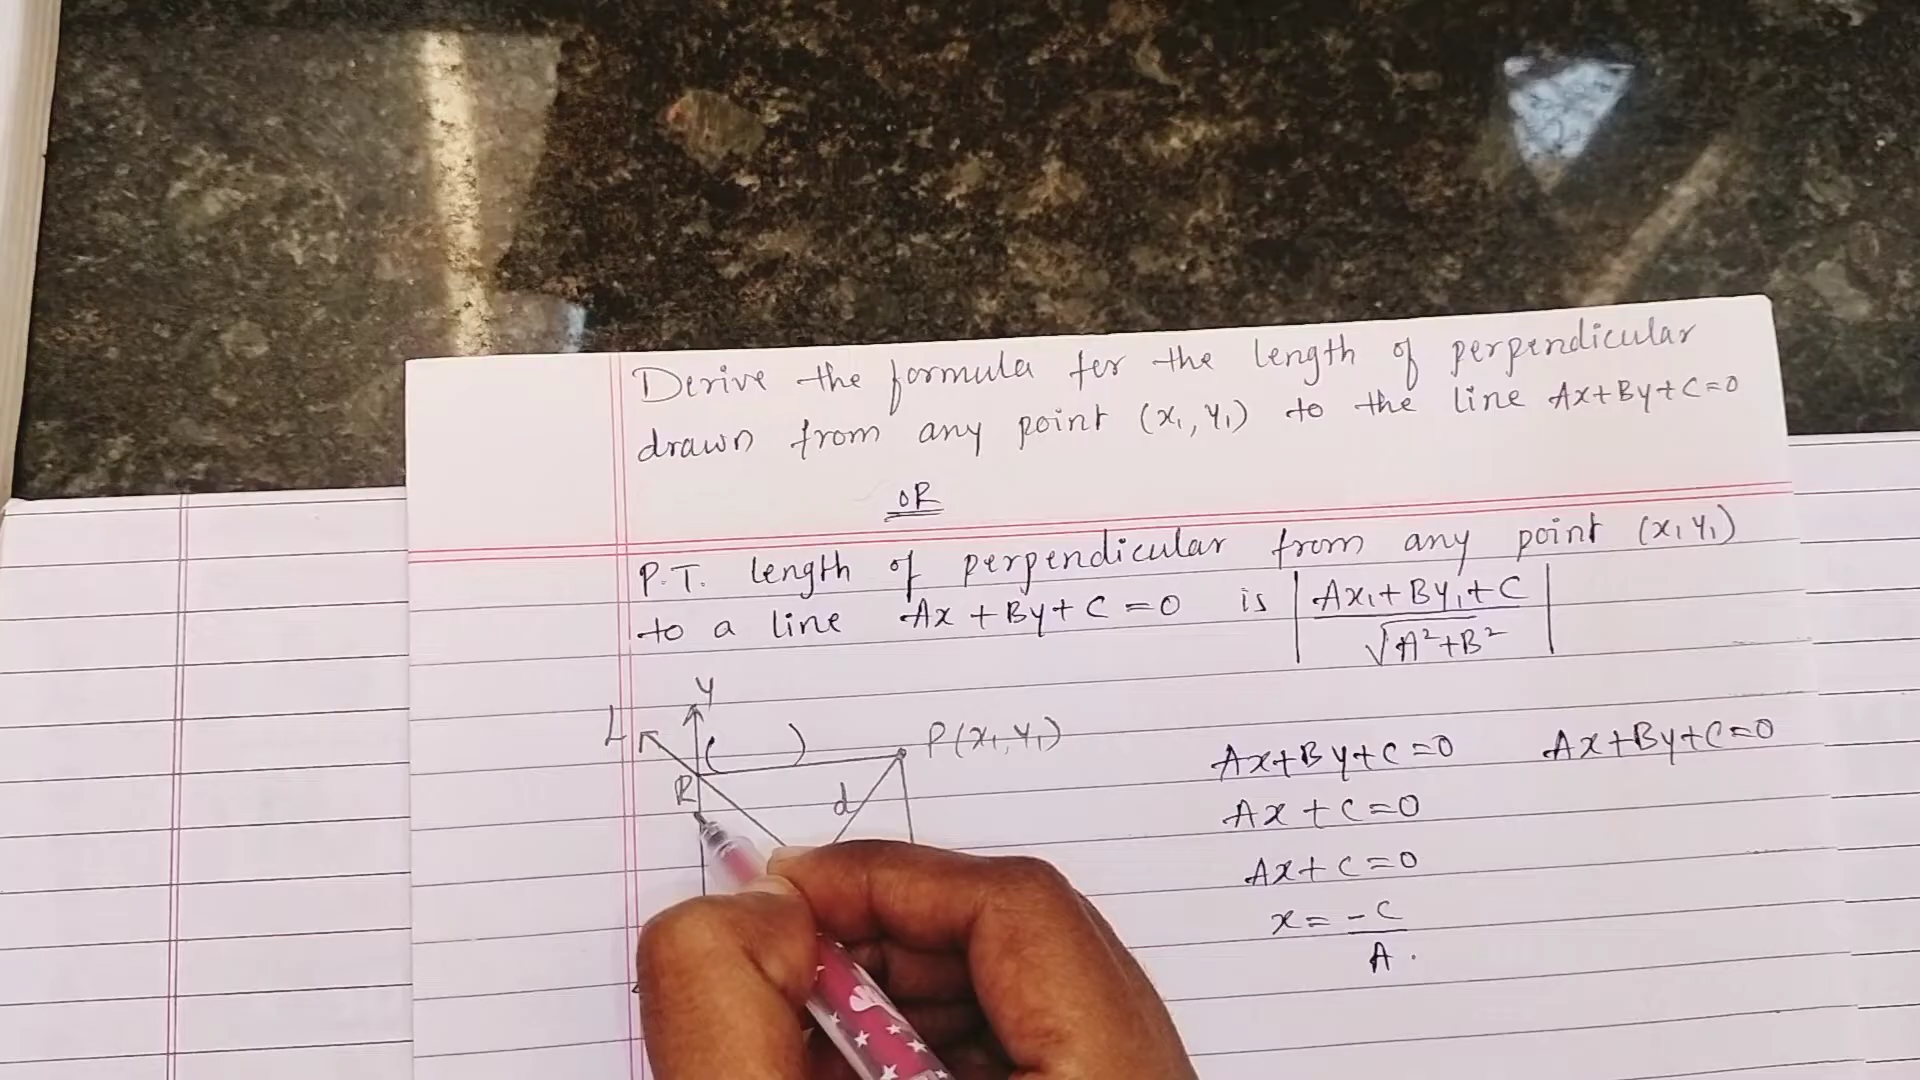 Derive the formula for the length of perpendicular
drawn from any point (x₁, y₁) to the line Ax+By+C=0
OR
P.T. length of perpendicular from any point (x₁ y₁)
to a line Ax+By+C=0 is |Ax₁+By₁+C / √A²+B²|
Y
L
( ) P(x₁, y₁)
R
d
Ax+By+C=0 Ax+By+C=0
Ax+C=0
Ax+C=0
x = -C
A.